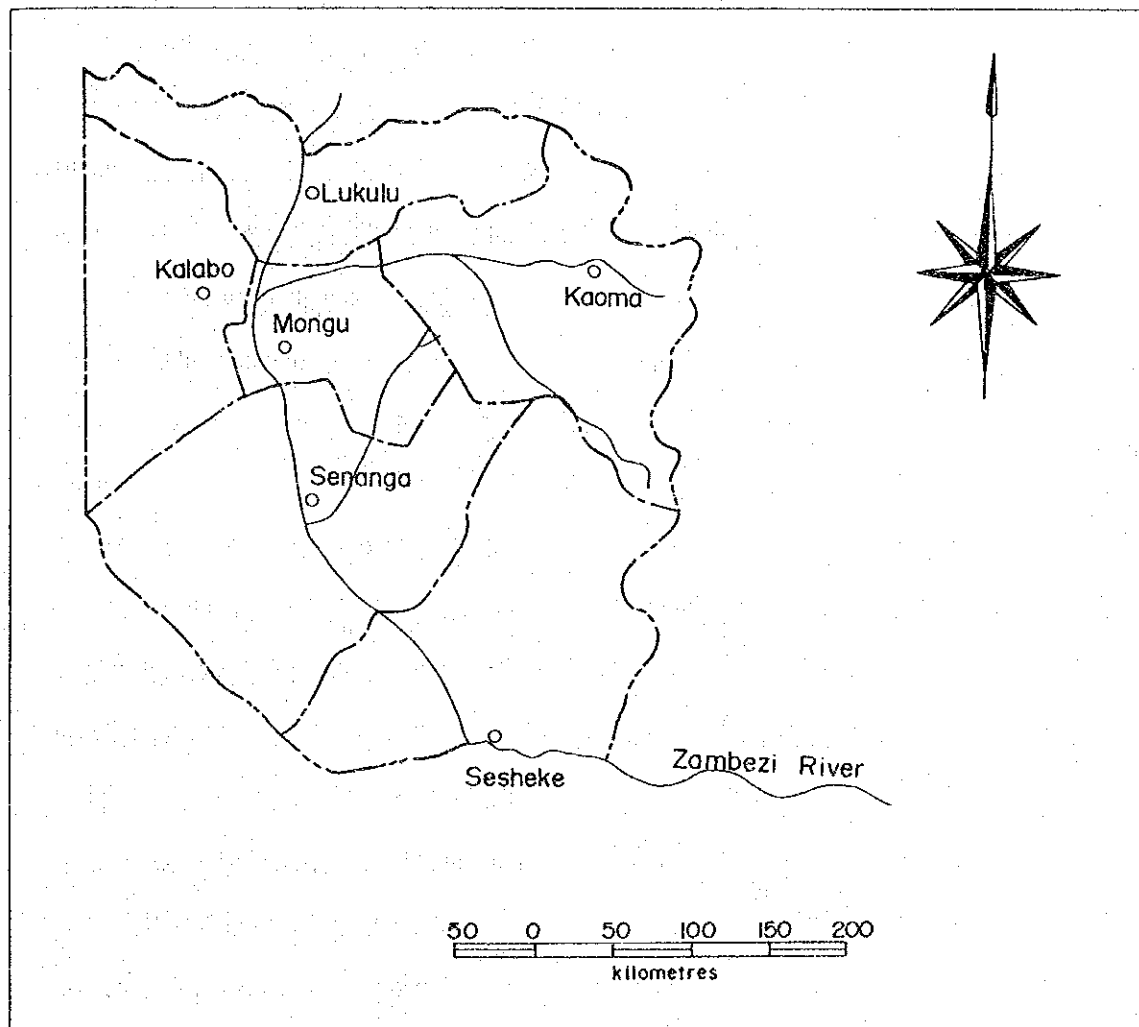 Lukulu
Kalabo
Kaoma
Mongu
Senanga
Sesheke
Zambezi River
50 0 50 100 150 200
kilometres